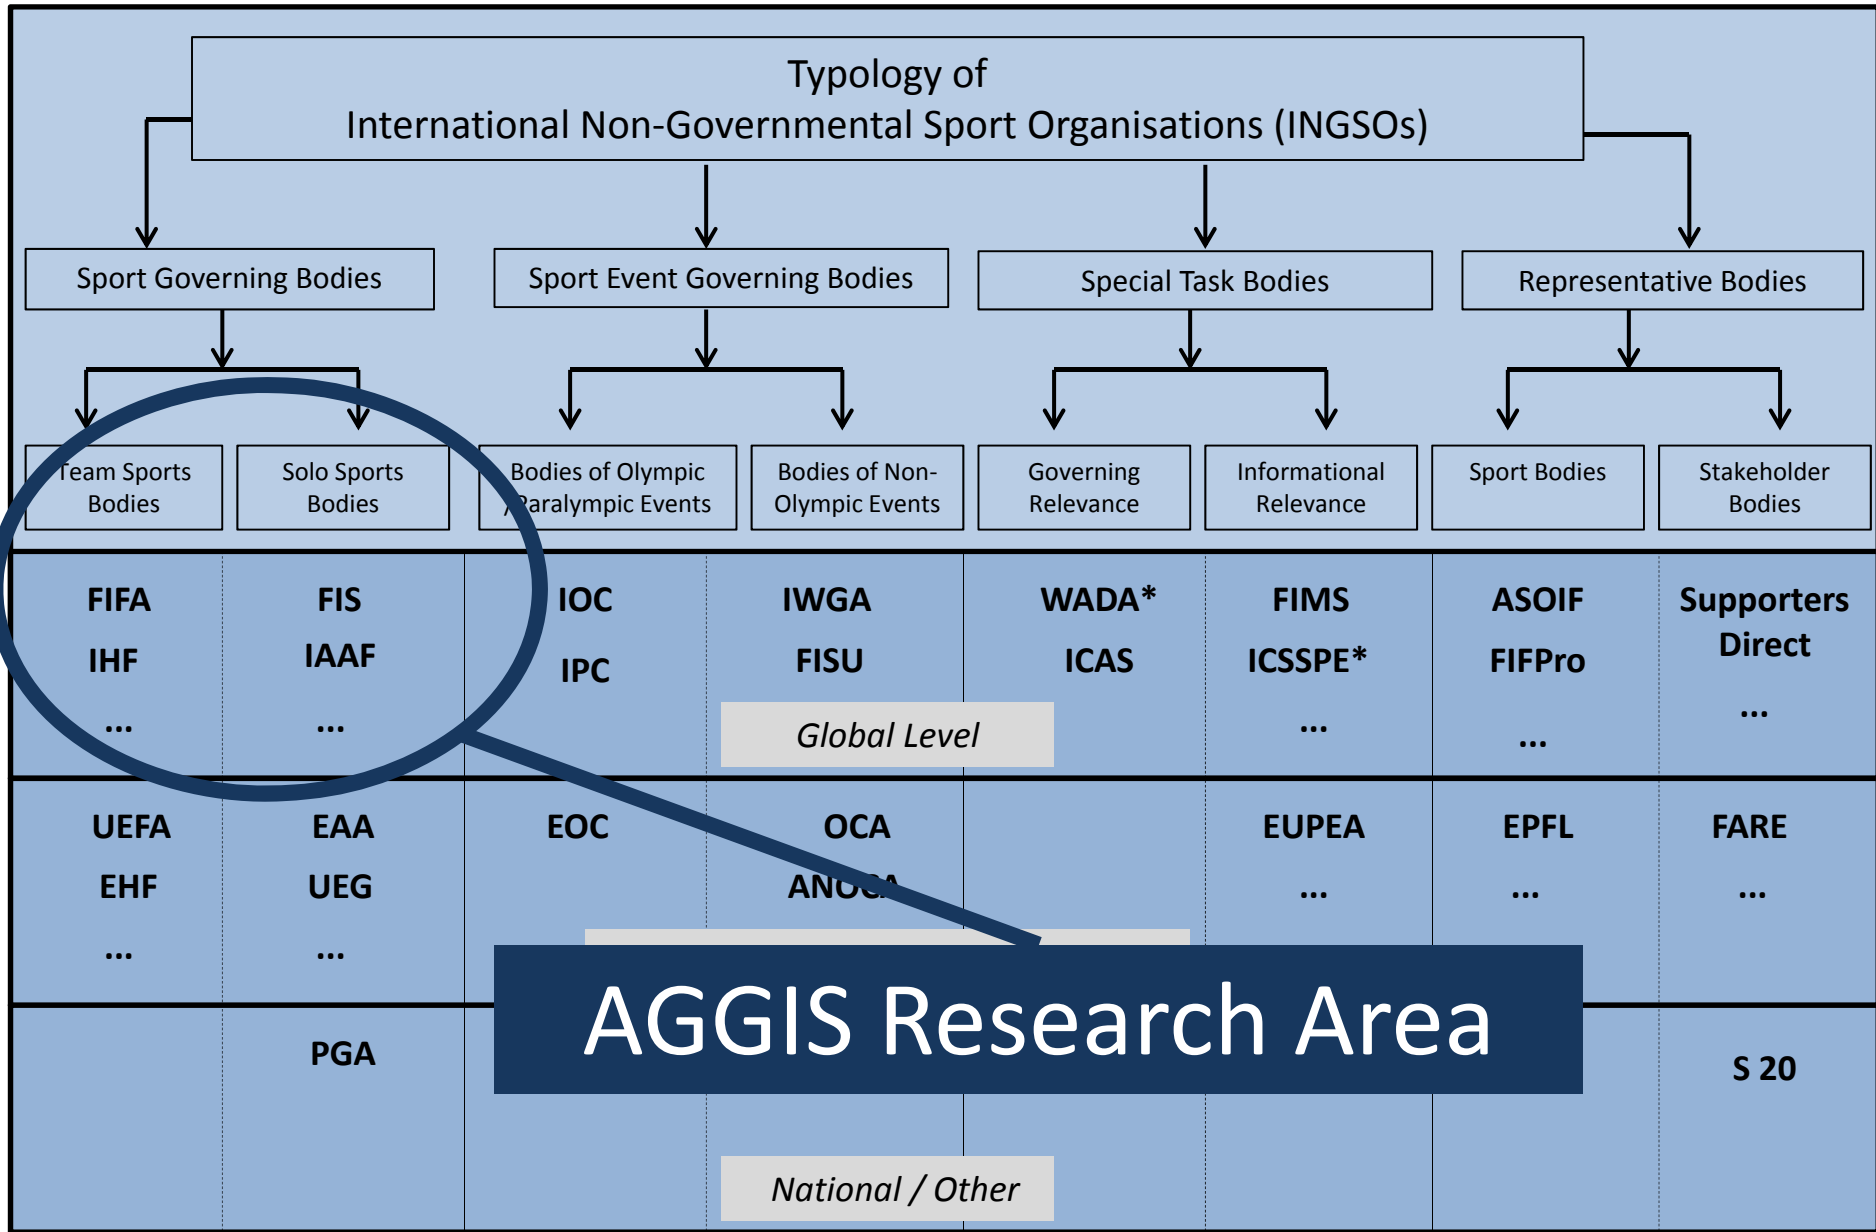 Typology of
International Non-Governmental Sport Organisations (INGSOs)
Sport Governing Bodies
Sport Event Governing Bodies
Special Task Bodies
Representative Bodies
Team Sports
Bodies
Solo Sports
Bodies
Bodies of Olympic
/Paralympic Events
Bodies of Non-
Olympic Events
Governing
Relevance
Informational
Relevance
Sport Bodies
Stakeholder
Bodies
FIFA
IHF
...
FIS
IAAF
...
IOC
IPC
IWGA
FISU
WADA*
ICAS
FIMS
ICSSPE*
...
ASOIF
FIFPro
...
Supporters
Direct
...
Global Level
UEFA
EHF
...
EAA
UEG
...
EOC
OCA
ANOCA
EUPEA
...
EPFL
...
FARE
...
AGGIS Research Area
PGA
S 20
National / Other